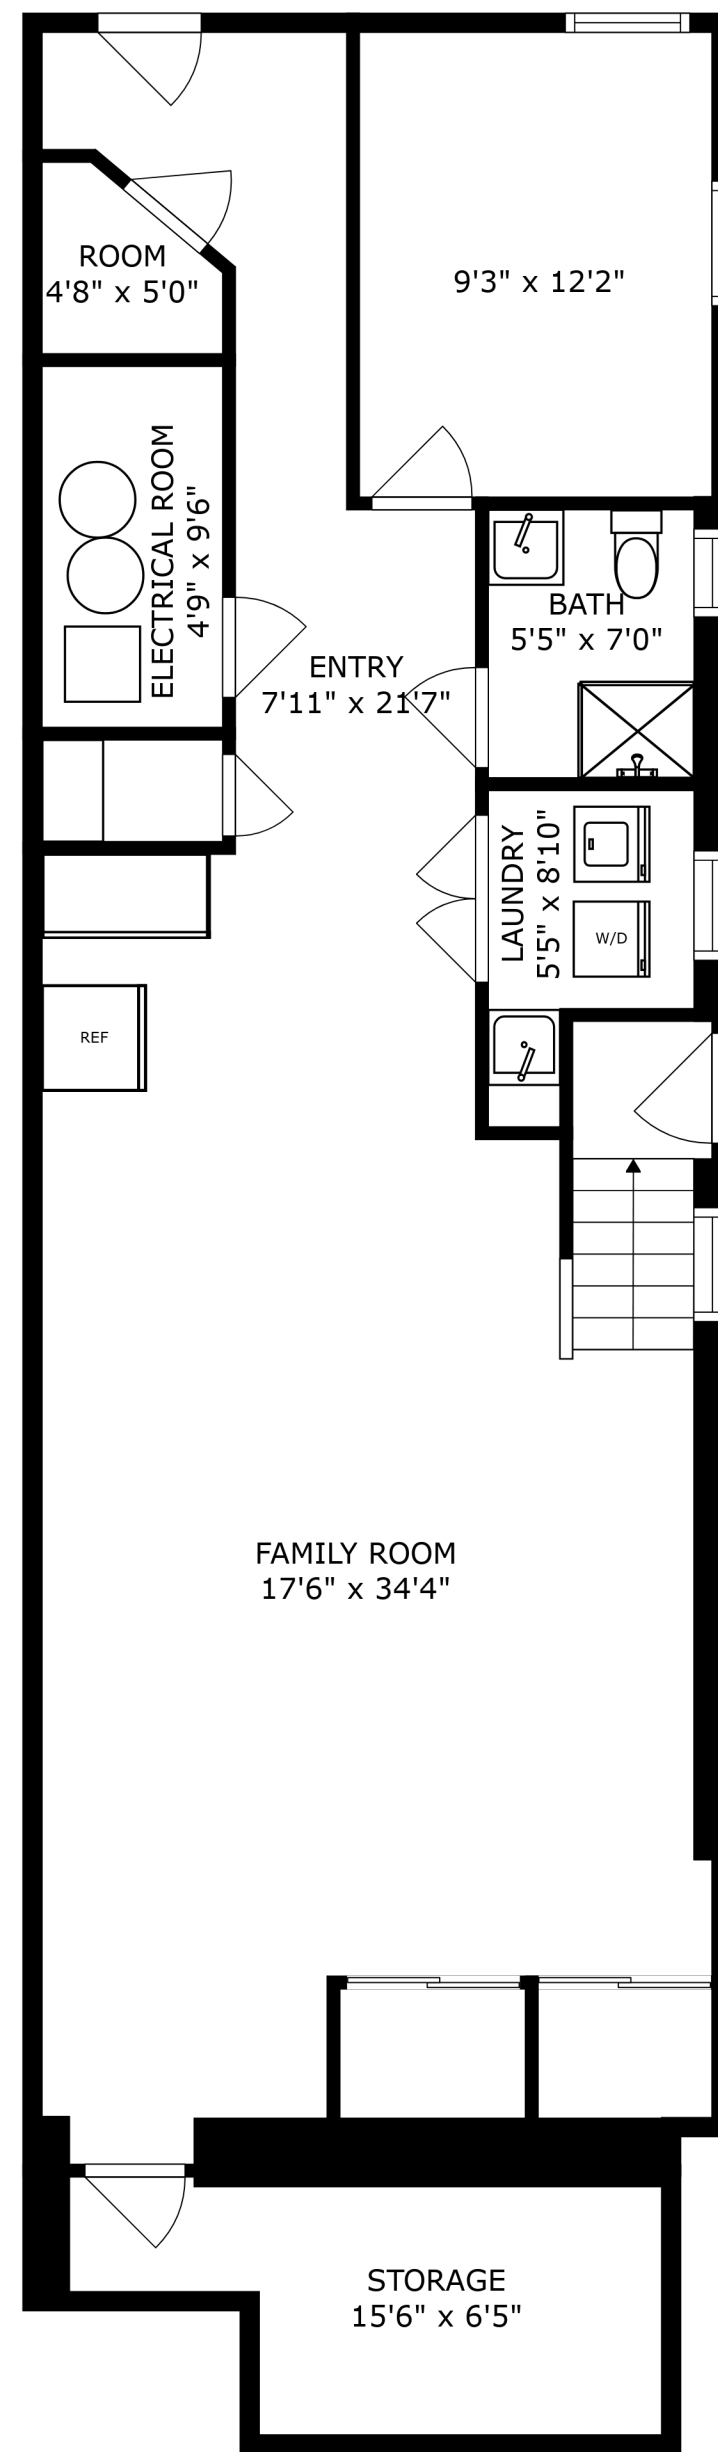 ROOM
4'8" x 5'0"
9'3" x 12'2"
ELECTRICAL ROOM
4'9" x 9'6"
BATH
5'5" x 7'0"
ENTRY
7'11" x 21'7"
LAUNDRY
5'5" x 8'10"
W/D
REF
FAMILY ROOM
17'6" x 34'4"
STORAGE
15'6" x 6'5"